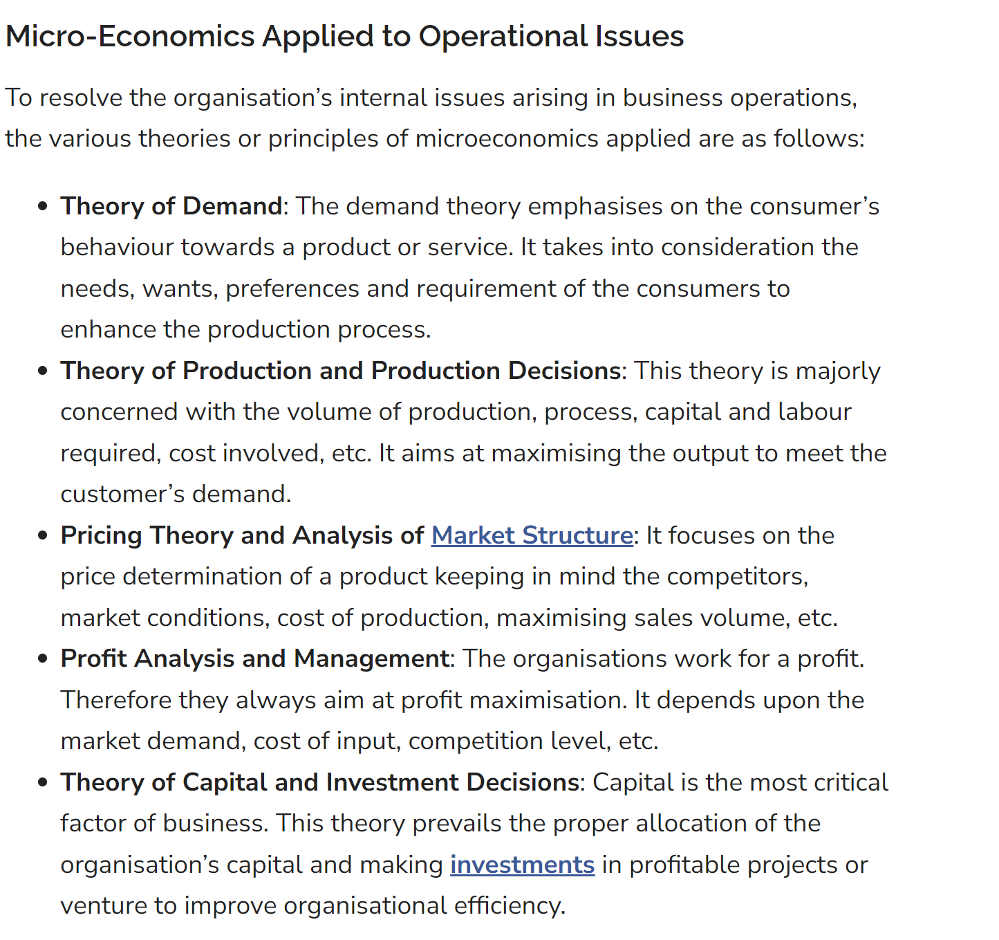 Micro-Economics Applied to Operational Issues
To resolve the organisation’s internal issues arising in business operations,
the various theories or principles of microeconomics applied are as follows:
• Theory of Demand: The demand theory emphasises on the consumer’s
behaviour towards a product or service. It takes into consideration the
needs, wants, preferences and requirement of the consumers to
enhance the production process.
• Theory of Production and Production Decisions: This theory is majorly
concerned with the volume of production, process, capital and labour
required, cost involved, etc. It aims at maximising the output to meet the
customer’s demand.
• Pricing Theory and Analysis of Market Structure: It focuses on the
price determination of a product keeping in mind the competitors,
market conditions, cost of production, maximising sales volume, etc.
• Profit Analysis and Management: The organisations work for a profit.
Therefore they always aim at profit maximisation. It depends upon the
market demand, cost of input, competition level, etc.
• Theory of Capital and Investment Decisions: Capital is the most critical
factor of business. This theory prevails the proper allocation of the
organisation’s capital and making investments in profitable projects or
venture to improve organisational efficiency.